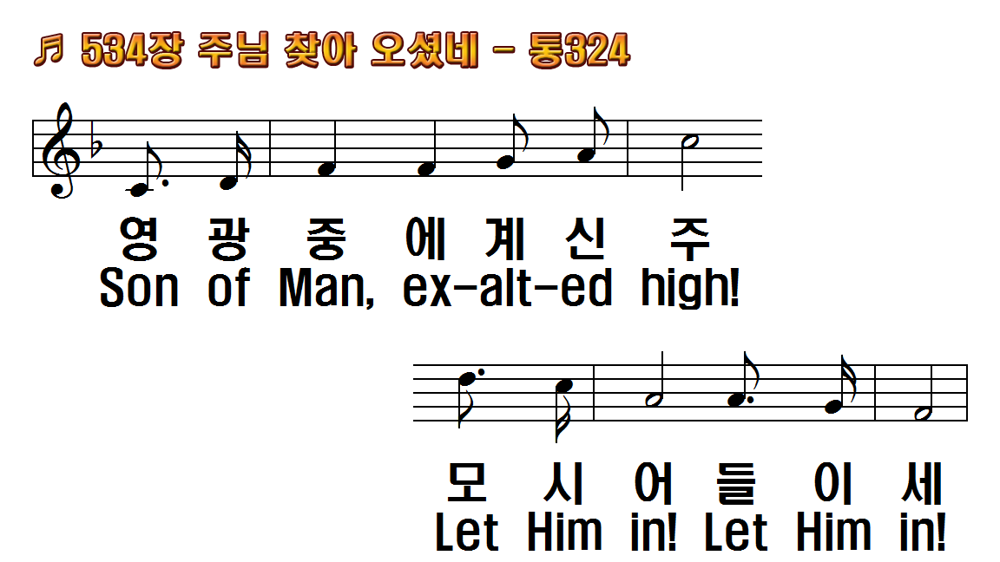 ♬ 534장 주님 찾아 오셨네 - 통324
영 광 중 에 계 신 주
Son of Man, ex-alt-ed high!
모 시 어 들 이 세
Let Him in! Let Him in!